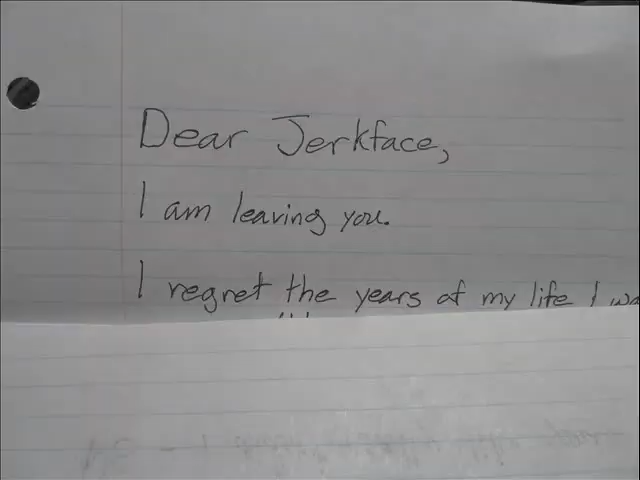 Dear Jerkface,
I am leaving you.
I regret the years of my life I